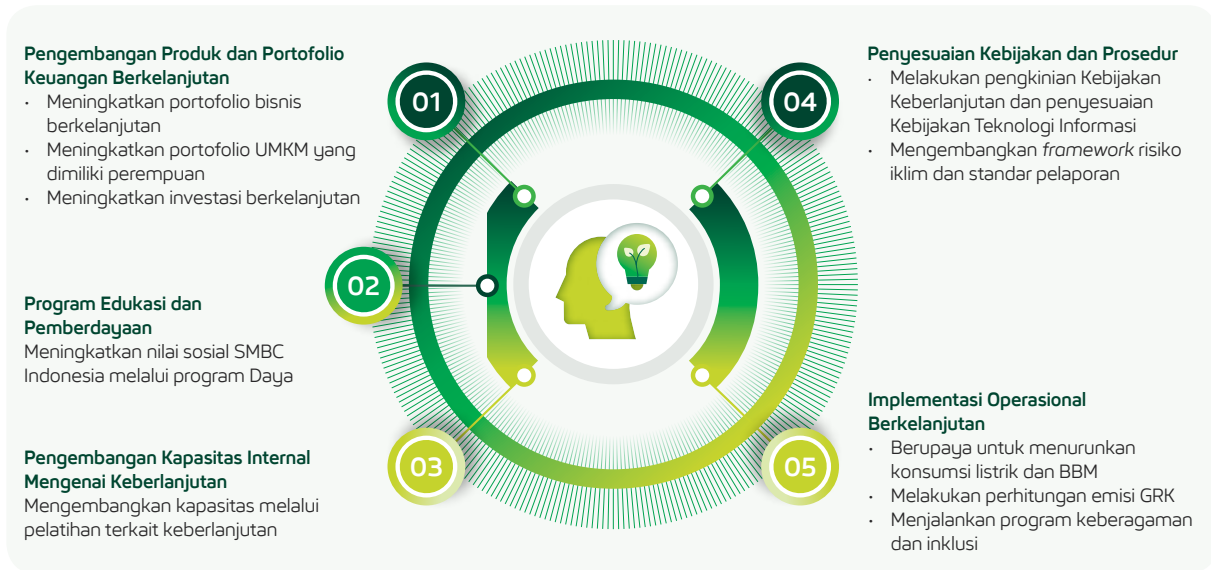 Pengembangan Produk dan Portofolio
Keuangan Berkelanjutan
• Meningkatkan portofolio bisnis
berkelanjutan
• Meningkatkan portofolio UMKM yang
dimiliki perempuan
• Meningkatkan investasi berkelanjutan
01
02
Program Edukasi dan
Pemberdayaan
Meningkatkan nilai sosial SMBC
Indonesia melalui program Daya
Pengembangan Kapasitas Internal
Mengenai Keberlanjutan
Mengembangkan kapasitas melalui
pelatihan terkait keberlanjutan
03
04
Penyesuaian Kebijakan dan Prosedur
• Melakukan pengkinian Kebijakan
Keberlanjutan dan penyesuaian
Kebijakan Teknologi Informasi
• Mengembangkan framework risiko
iklim dan standar pelaporan
05
Implementasi Operasional
Berkelanjutan
• Berupaya untuk menurunkan
konsumsi listrik dan BBM
• Melakukan perhitungan emisi GRK
• Menjalankan program keberagaman
dan inklusi